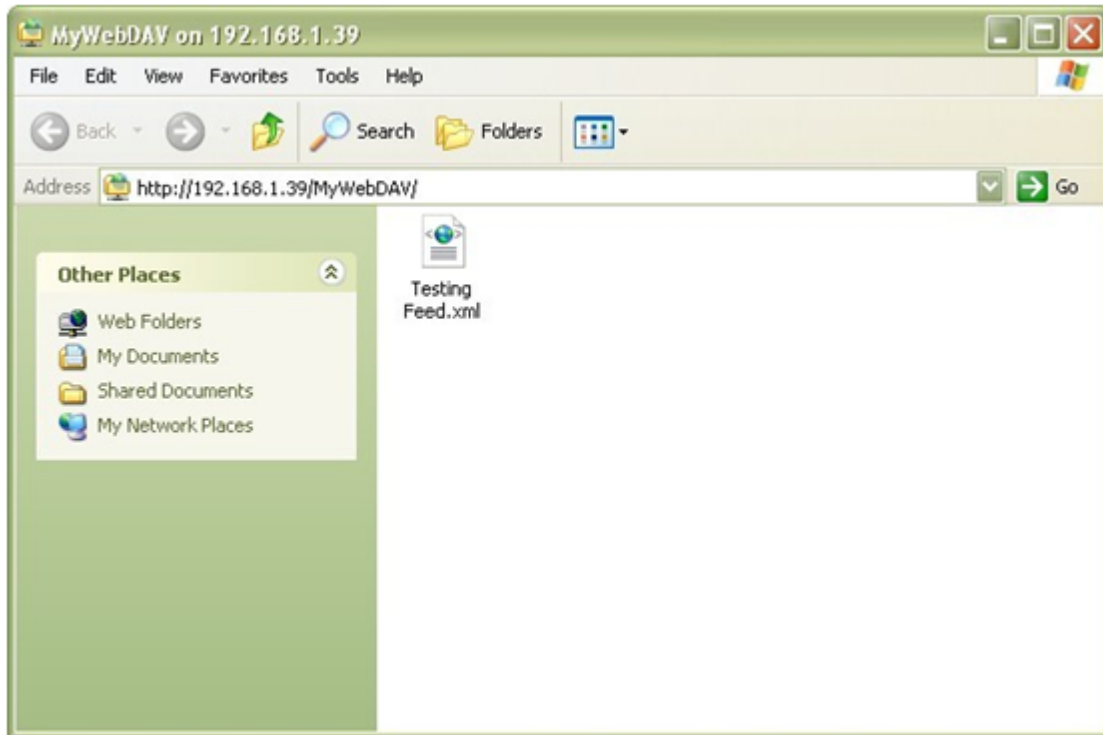 MyWebDAV on 192.168.1.39
File Edit View Favorites Tools Help
Back Search Folders
Address http://192.168.1.39/MyWebDAV/ Go
Other Places
Web Folders
My Documents
Shared Documents
My Network Places
Testing
Feed.xml